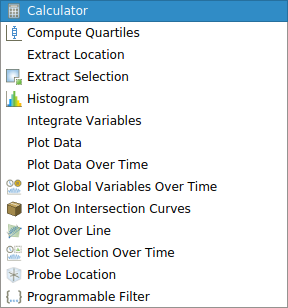 Calculator
Compute Quartiles
Extract Location
Extract Selection
Histogram
Integrate Variables
Plot Data
Plot Data Over Time
Plot Global Variables Over Time
Plot On Intersection Curves
Plot Over Line
Plot Selection Over Time
Probe Location
{...} Programmable Filter